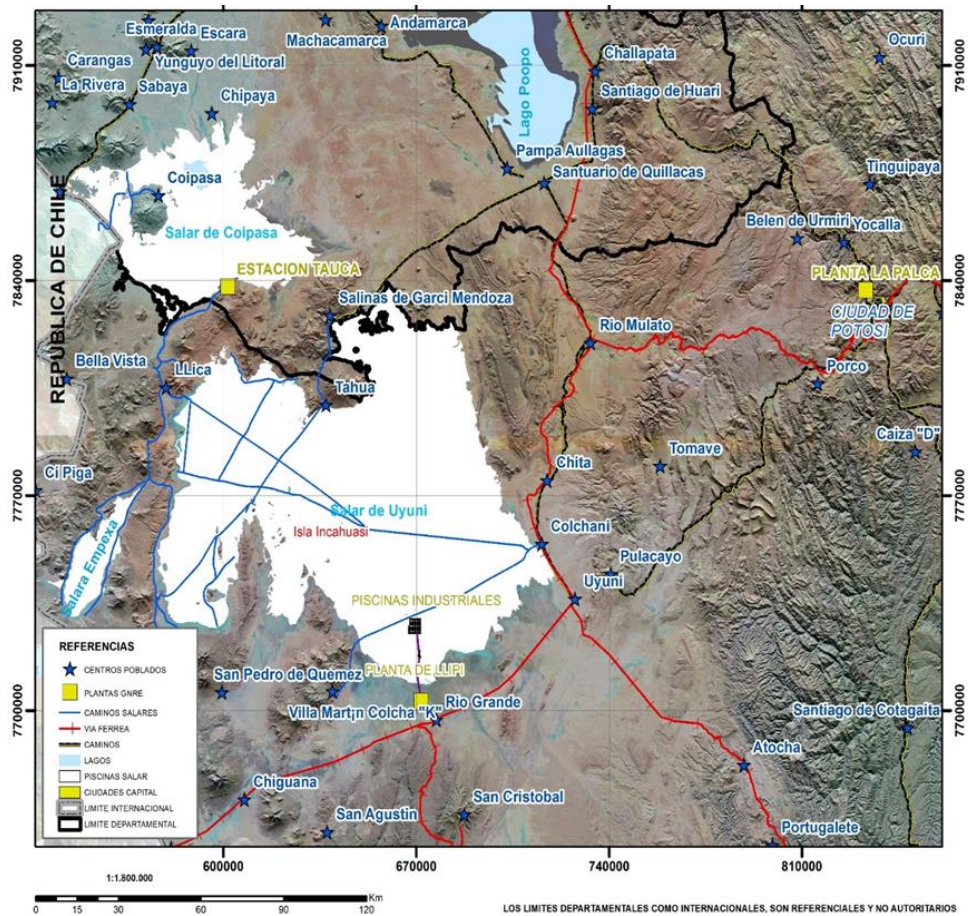 Andamarca
Esmeralda
Escara
Machacamarca
Ocuri
Carangas
Yunguyo del Litoral
Challapata
7910000
7910000
La Rivera
Sabaya
Chipaya
Santiago de Huari
Lago Poopo
Pampa Aullagas
Tinguipaya
Santuario de Quillacas
Coipasa
REPUBLICA DE CHILE
Salar de Coipasa
Belen de Urmiri
Yocalla
ESTACION TAUCA
PLANTA LA PALCA
7840000
7840000
Salinas de Garci Mendoza
CIUDAD DE
POTOSI
Rio Mulato
Bella Vista
LLica
Tahua
Porco
Caiza "D"
Tomave
Chita
Ci Piga
7770000
7770000
Salar de Uyuni
Isla Incahuasi
Colchani
Salara Empexa
Pulacayo
Uyuni
PISCINAS INDUSTRIALES
PLANTA DE LLIPI
San Pedro de Quemez
Villa Mart¡n Colcha "K"
Rio Grande
Santiago de Cotagaita
7700000
7700000
Atocha
Chiguana
San Cristobal
San Agustin
Portugalete
REFERENCIAS
CENTROS POBLADOS
PLANTAS GNRE
CAMINOS SALARES
VIA FERREA
CAMINOS
LAGOS
PISCINAS SALAR
CIUDADES CAPITAL
LIMITE INTERNACIONAL
LIMITE DEPARTAMENTAL
600000
670000
740000
810000
1:1.800.000
Km
0 15 30 60 90 120
LOS LIMITES DEPARTAMENTALES COMO INTERNACIONALES, SON REFERENCIALES Y NO AUTORITARIOS